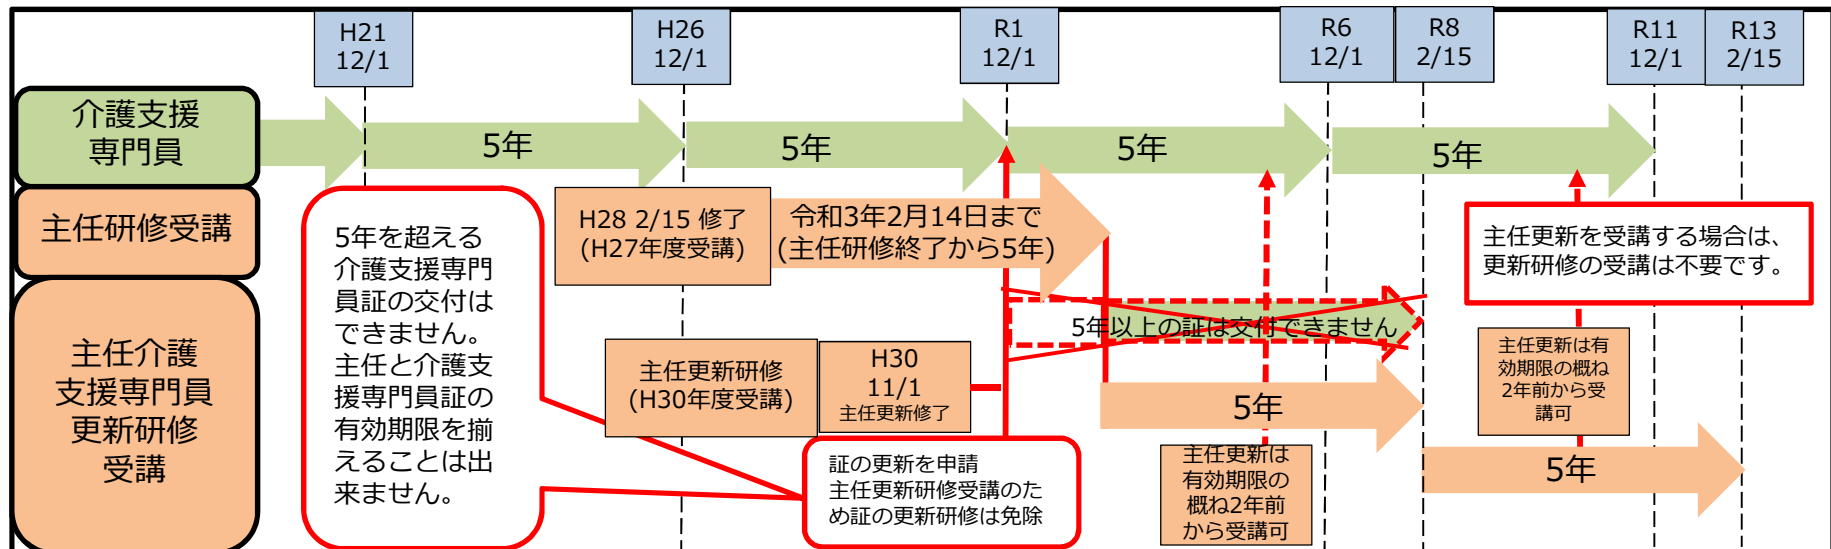 H21
12/1
H26
12/1
R1
12/1
R6
12/1
R8
2/15
R11
12/1
R13
2/15
介護支援
専門員
5年
5年
5年
5年
主任研修受講
H28 2/15 修了
(H27年度受講)
令和3年2月14日まで
(主任研修終了から5年)
主任更新を受講する場合は、
更新研修の受講は不要です。
5年を超える
介護支援専門
員証の交付は
できません。
主任と介護支
援専門員証の
有効期限を揃
えることは出
来ません。
5年以上の証は交付できません
主任介護
支援専門員
更新研修
受講
主任更新研修
(H30年度受講)
H30
11/1
主任更新修了
5年
主任更新は有
効期限の概ね
2年前から受
講可
証の更新を申請
主任更新研修受講のた
め証の更新研修は免除
主任更新は
有効期限の
概ね2年前
から受講可
5年